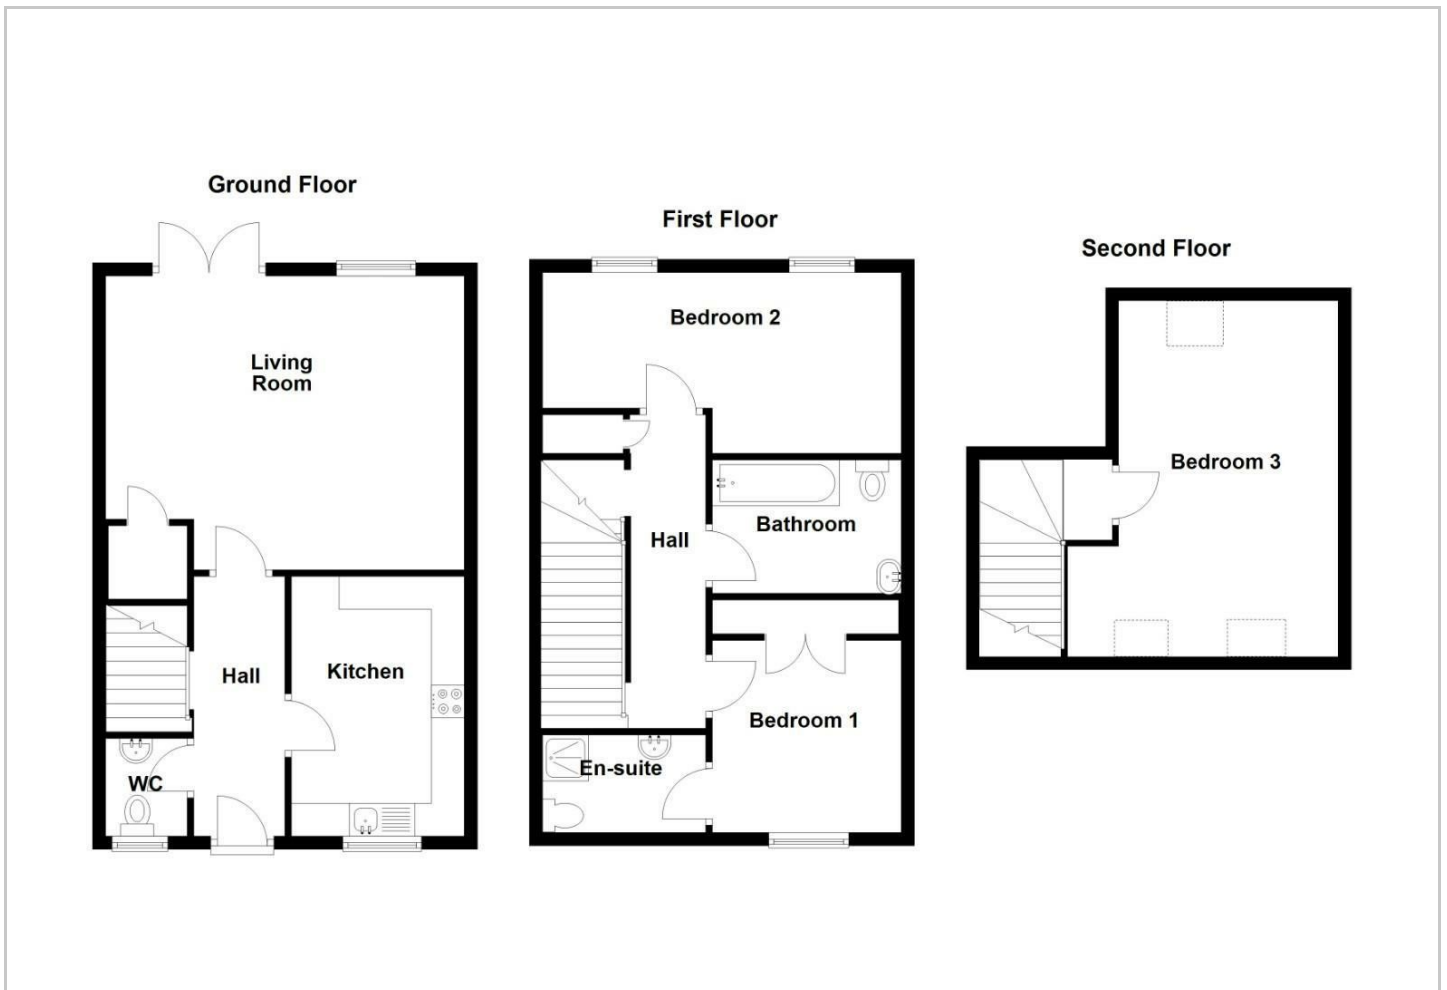 Ground Floor
Living
Room
Hall
Kitchen
WC
First Floor
Bedroom 2
Bathroom
Hall
Bedroom 1
En-suite
Second Floor
Bedroom 3